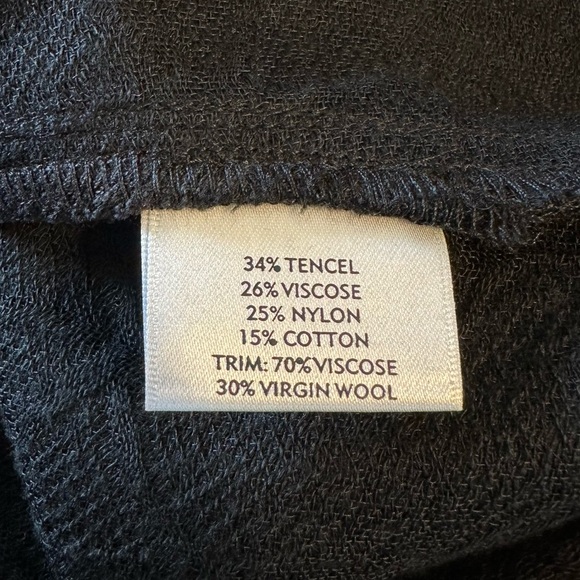 34% TENCEL
26% VISCOSE
25% NYLON
15% COTTON
TRIM: 70% VISCOSE
30% VIRGIN WOOL